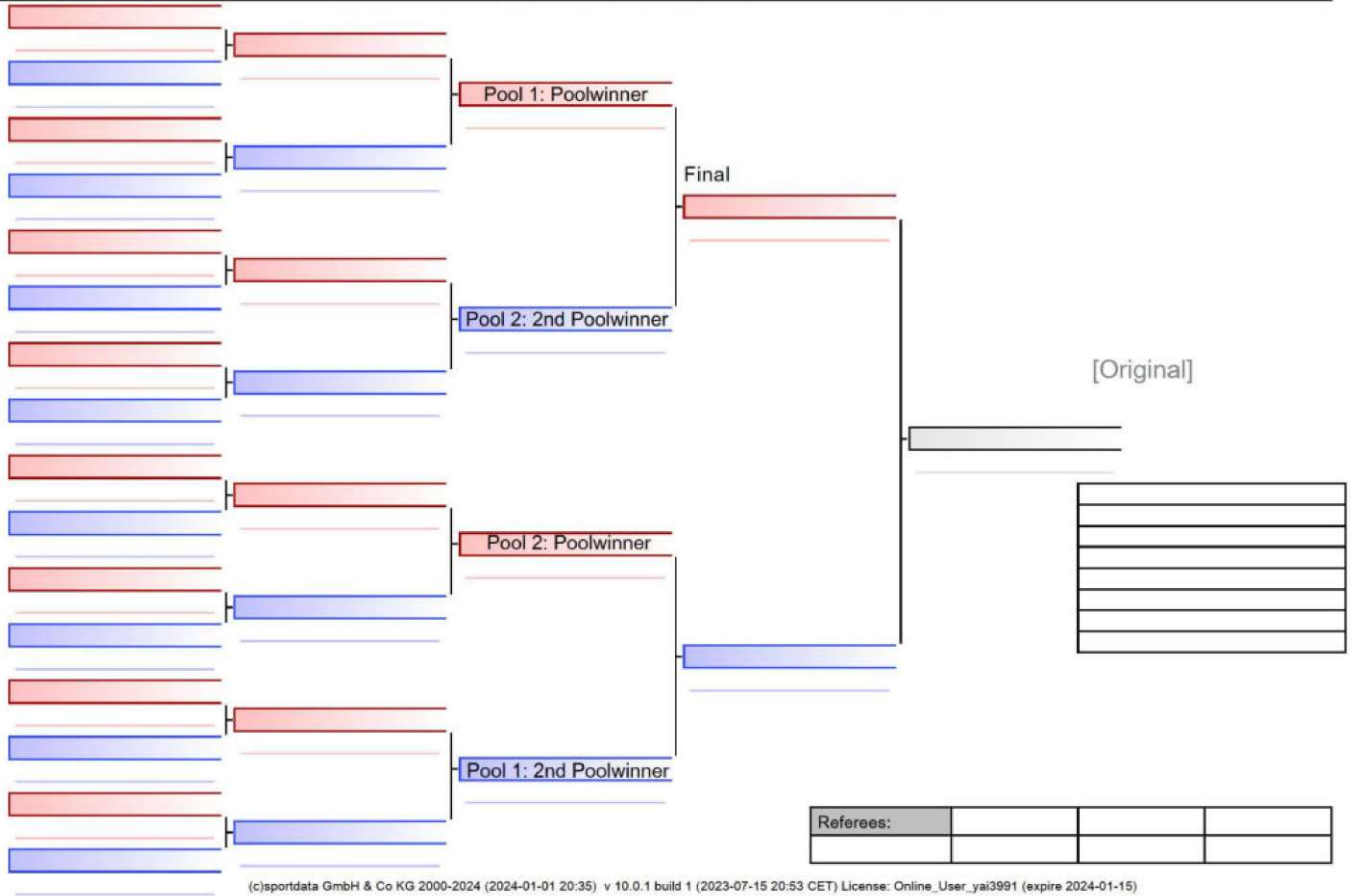 Pool 1: Poolwinner
Final
Pool 2: 2nd Poolwinner
[Original]
Pool 2: Poolwinner
Pool 1: 2nd Poolwinner
Referees:
(c)sportdata GmbH & Co KG 2000-2024 (2024-01-01 20:35) v 10.0.1 build 1 (2023-07-15 20:53 CET) License: Online_User_yai3991 (expire 2024-01-15)